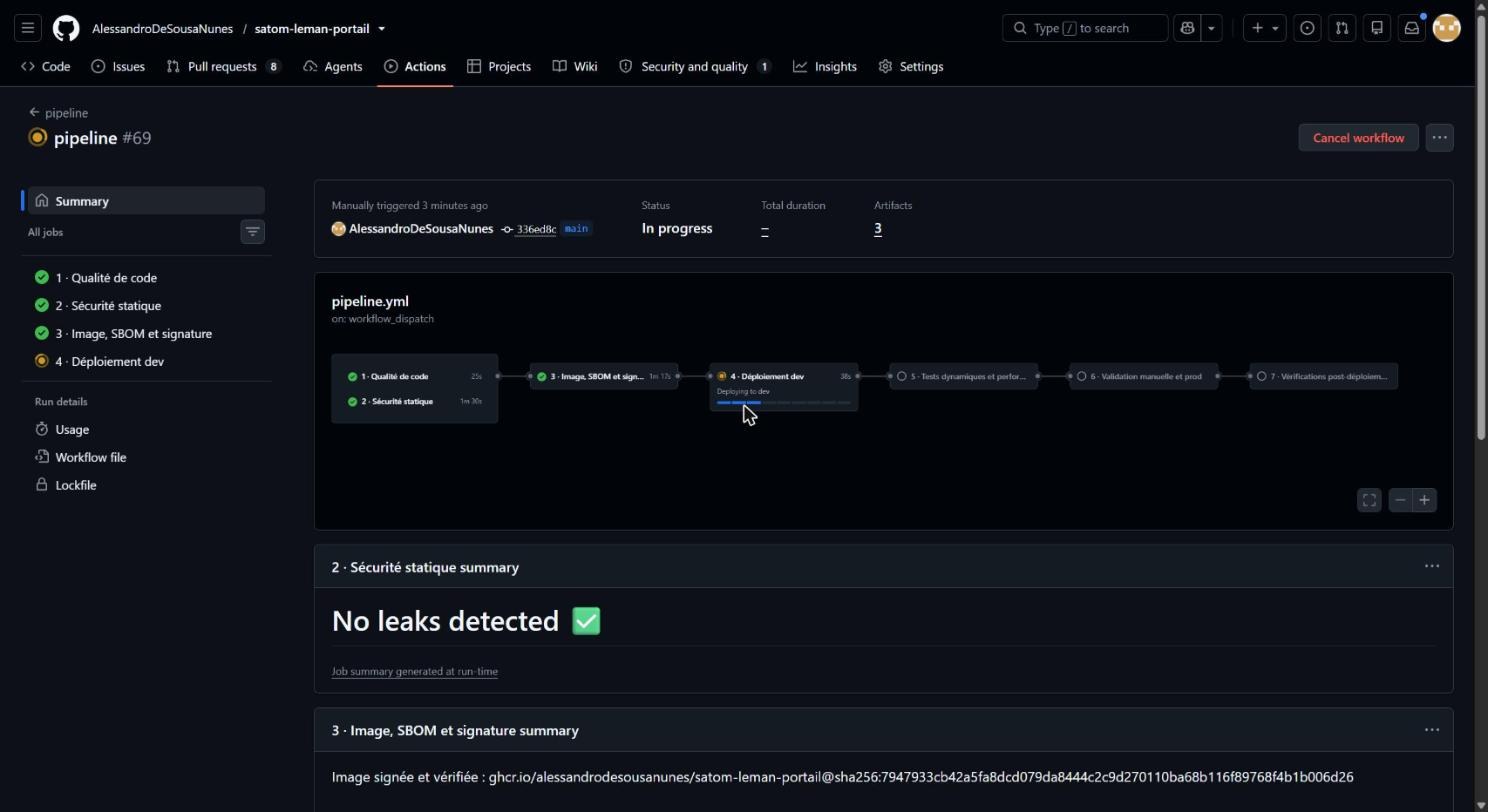 AlessandroDeSousaNunes / satom-leman-portail
Type / to search
Code Issues Pull requests 8 Agents Actions Projects Wiki Security and quality 1 Insights Settings
pipeline
pipeline #69
Cancel workflow
Summary
All jobs
1 · Qualité de code
2 · Sécurité statique
3 · Image, SBOM et signature
4 · Déploiement dev
Run details
Usage
Workflow file
Lockfile
Manually triggered 3 minutes ago
AlessandroDeSousaNunes 336ed8c main
Status
In progress
Total duration
–
Artifacts
3
pipeline.yml
on: workflow_dispatch
1 · Qualité de code 25s
2 · Sécurité statique 1m 30s
3 · Image, SBOM et sign... 1m 17s
4 · Déploiement dev 38s
Deploying to dev
5 · Tests dynamiques et perfor...
6 · Validation manuelle et prod
7 · Vérifications post-déploiem...
2 · Sécurité statique summary
No leaks detected ✅
Job summary generated at run-time
3 · Image, SBOM et signature summary
Image signée et vérifiée : ghcr.io/alessandrodesousanunes/satom-leman-portail@sha256:7947933cb42a5fa8dcd079da8444c2c9d270110ba68b116f89768f4b1b006d26